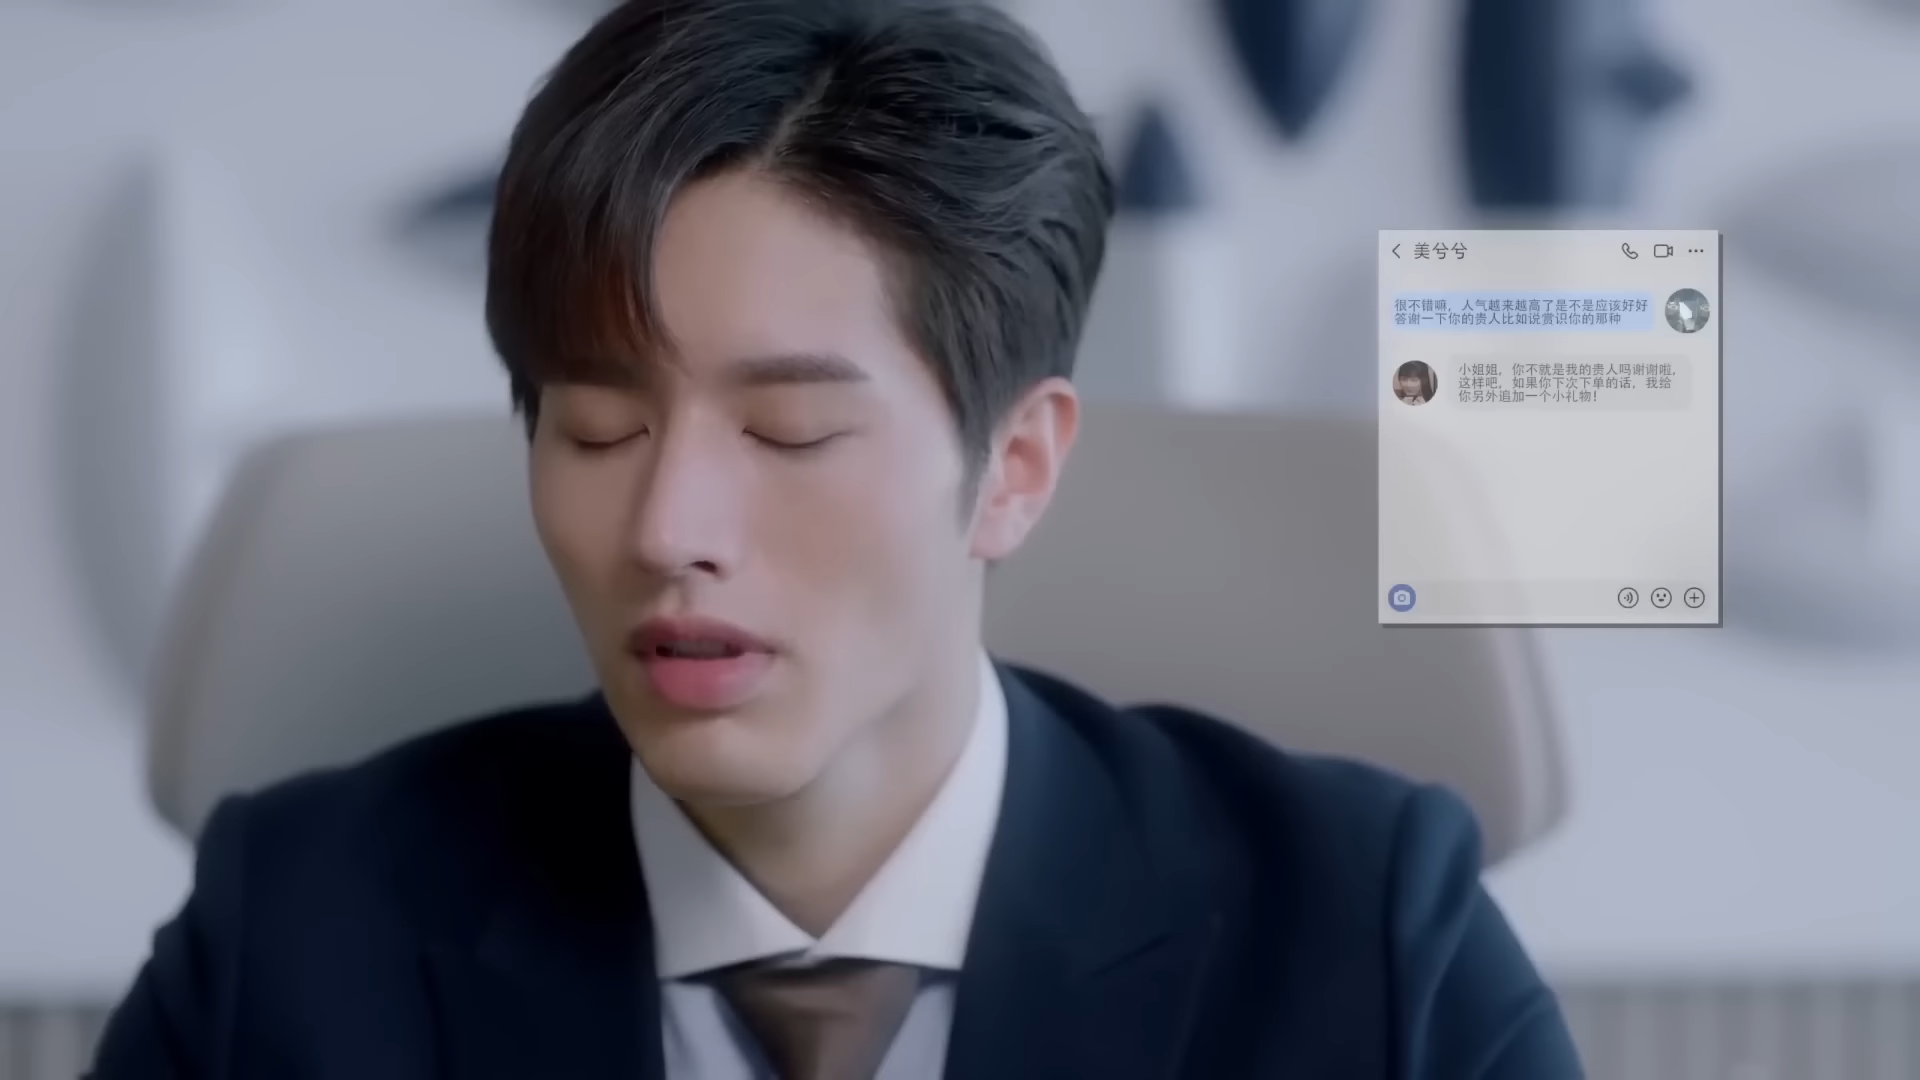 美兮兮
很不错嘛，人气越来越高了是不是应该好好
答谢一下你的贵人比如说赏识你的那种
小姐姐，你不就是我的贵人吗谢谢啦，
这样吧，如果你下次下单的话，我给
你另外追加一个小礼物！